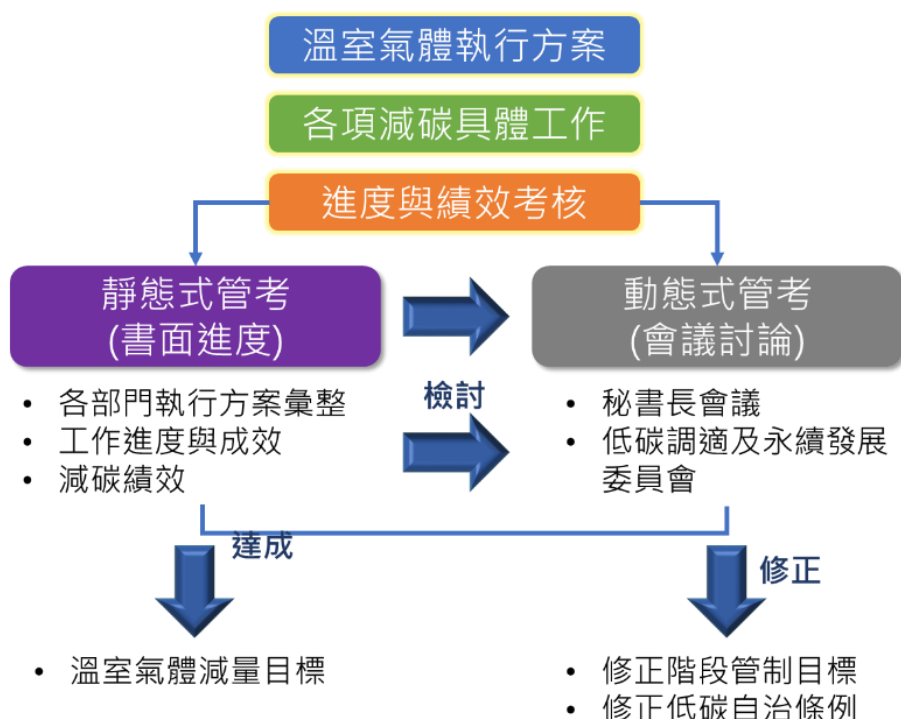 溫室氣體執行方案
各項減碳具體工作
進度與績效考核
靜態式管考
(書面進度)
動態式管考
(會議討論)
• 各部門執行方案彙整
• 工作進度與成效
• 減碳績效
檢討
• 秘書長會議
• 低碳調適及永續發展
委員會
達成
修正
• 溫室氣體減量目標
• 修正階段管制目標
• 修正低碳自治條例